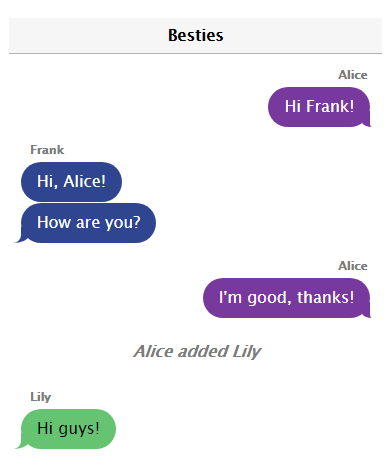 Besties
Alice
Hi Frank!
Frank
Hi, Alice!
How are you?
Alice
I'm good, thanks!
Alice added Lily
Lily
Hi guys!